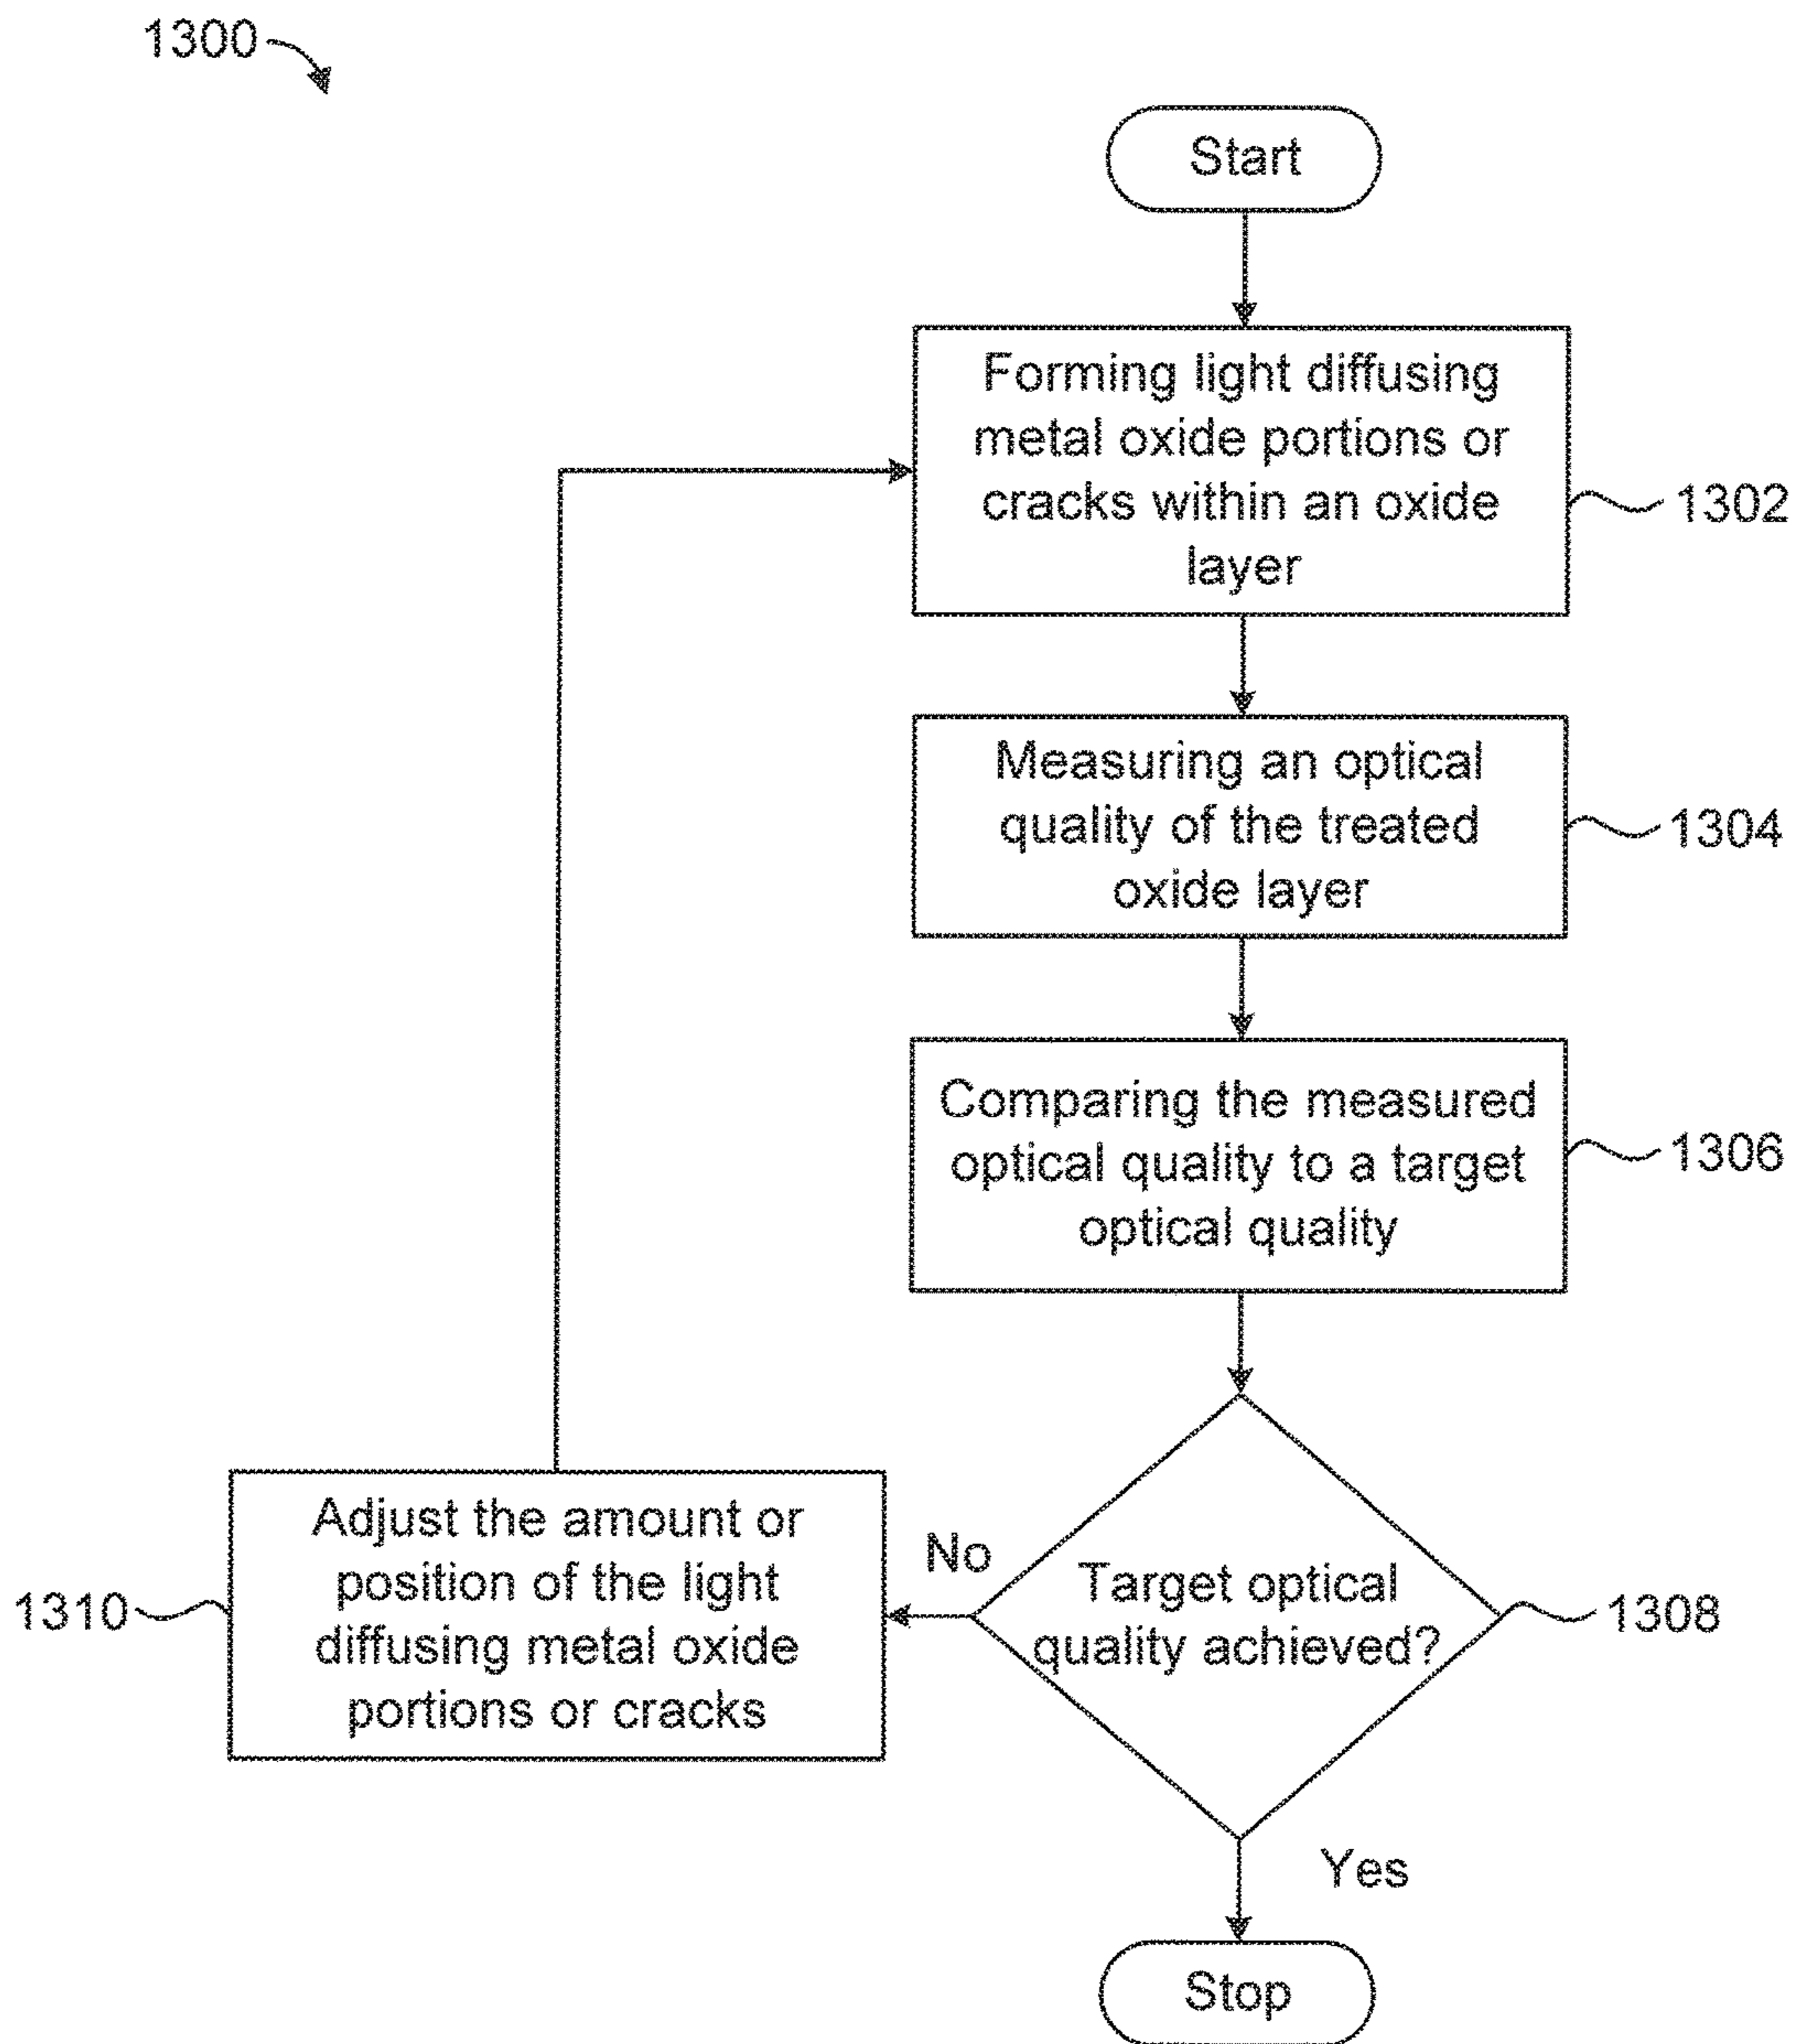 1300
Start
Forming light diffusing
metal oxide portions or
cracks within an oxide
layer
1302
Measuring an optical
quality of the treated
oxide layer
1304
Comparing the measured
optical quality to a target
optical quality
1306
Target optical
quality achieved?
1308
No
Adjust the amount or
position of the light
diffusing metal oxide
portions or cracks
1310
Yes
Stop